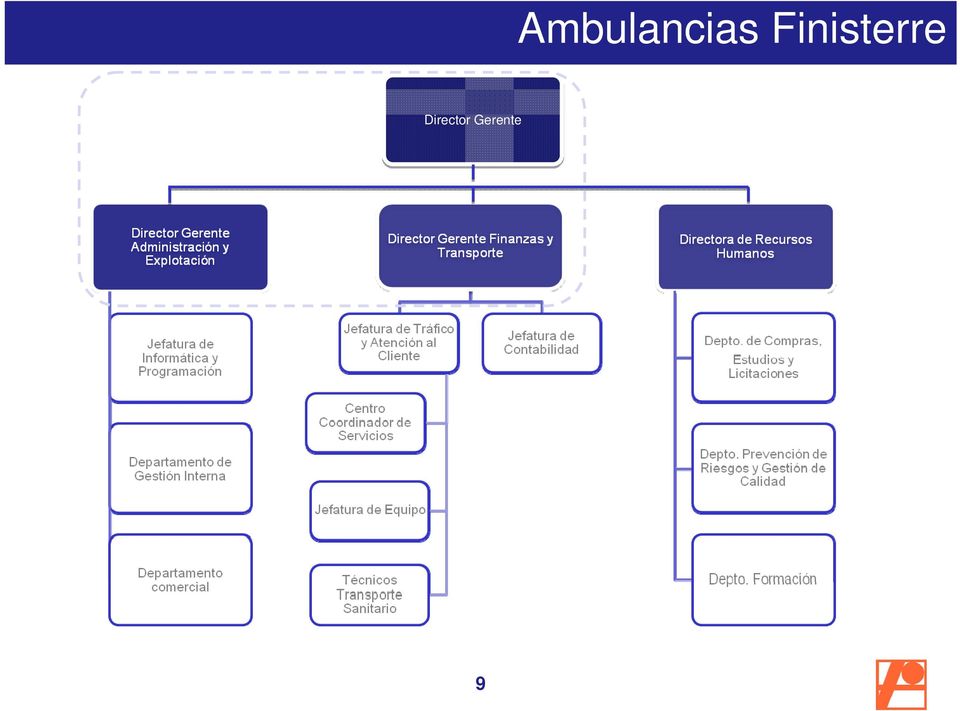 Ambulancias Finisterre
Director Gerente
Director Gerente
Administración y
Explotación
Director Gerente Finanzas y
Transporte
Directora de Recursos
Humanos
Jefatura de
Informática y
Programación
Departamento de
Gestión Interna
Departamento
comercial
Jefatura de Tráfico
y Atención al
Cliente
Jefatura de
Contabilidad
Centro
Coordinador de
Servicios
Jefatura de Equipo
Técnicos
Transporte
Sanitario
Depto. de Compras,
Estudios y
Licitaciones
Depto. Prevención de
Riesgos y Gestión de
Calidad
Depto. Formación
9